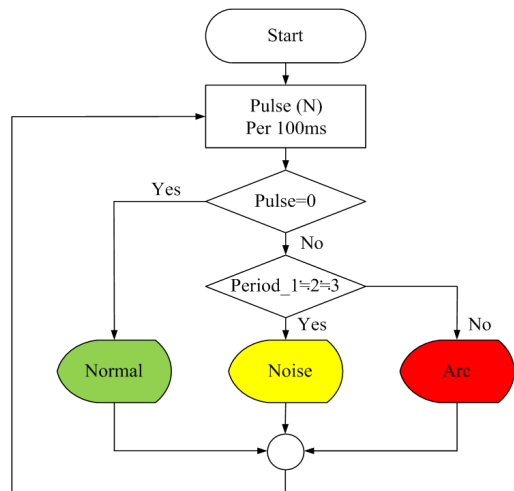 Start
Pulse (N)
Per 100ms
Yes
Pulse=0
No
Period_1≒2≒3
Yes
No
Normal
Noise
Arc